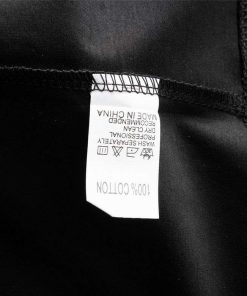 100% COTTON
WASH SEPARATELY
PROFESSIONAL
DRY CLEAN
RECOMMENDED
MADE IN CHINA